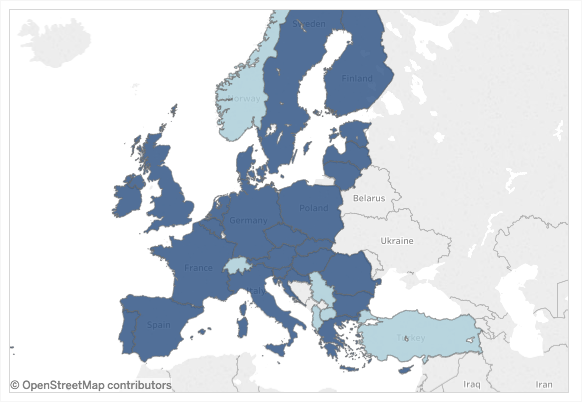 Sweden
Finland
Norway
Belarus
Poland
Germany
Ukraine
France
Italy
Spain
Turkey
© OpenStreetMap contributors
Iraq
Iran